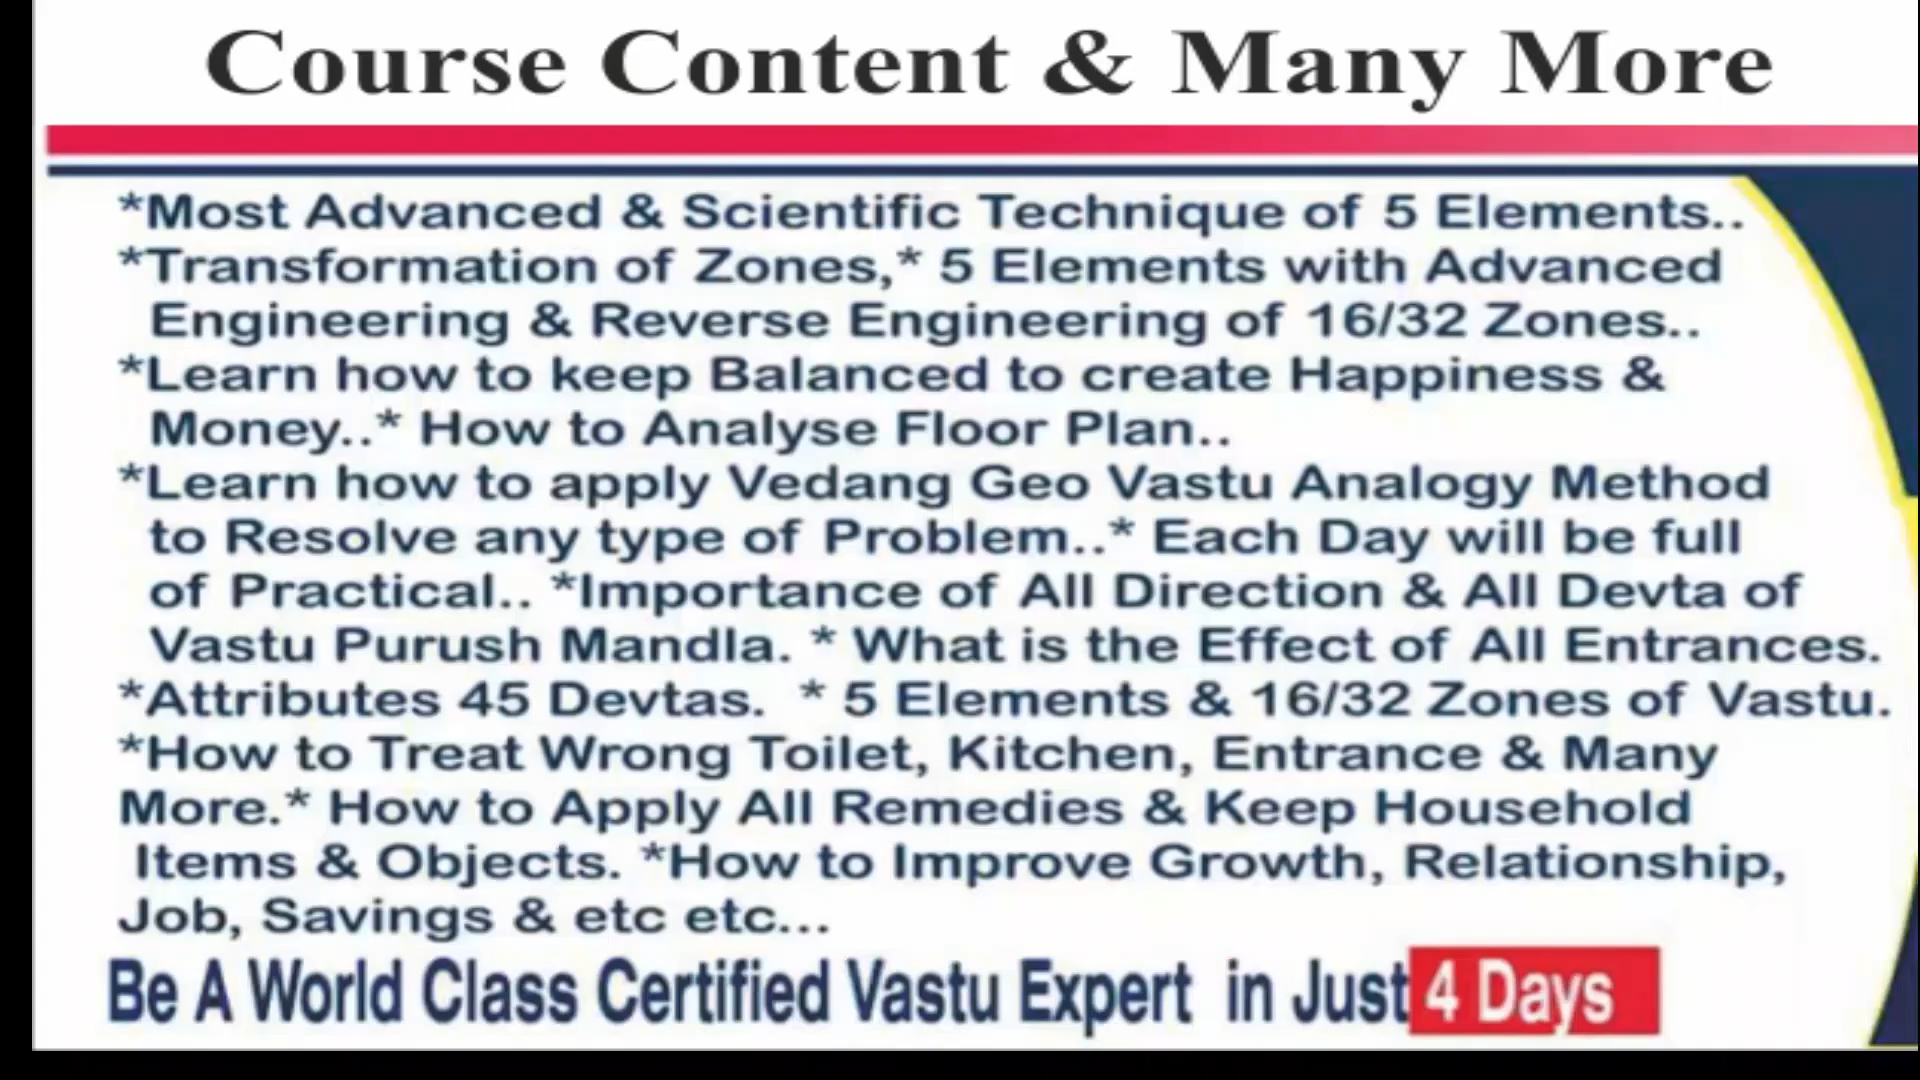 Course Content & Many More
*Most Advanced & Scientific Technique of 5 Elements..
*Transformation of Zones,* 5 Elements with Advanced
Engineering & Reverse Engineering of 16/32 Zones..
*Learn how to keep Balanced to create Happiness &
Money..* How to Analyse Floor Plan..
*Learn how to apply Vedang Geo Vastu Analogy Method
to Resolve any type of Problem..* Each Day will be full
of Practical.. *Importance of All Direction & All Devta of
Vastu Purush Mandla. * What is the Effect of All Entrances.
*Attributes 45 Devtas. * 5 Elements & 16/32 Zones of Vastu.
*How to Treat Wrong Toilet, Kitchen, Entrance & Many
More.* How to Apply All Remedies & Keep Household
Items & Objects. *How to Improve Growth, Relationship,
Job, Savings & etc etc...
Be A World Class Certified Vastu Expert in Just 4 Days